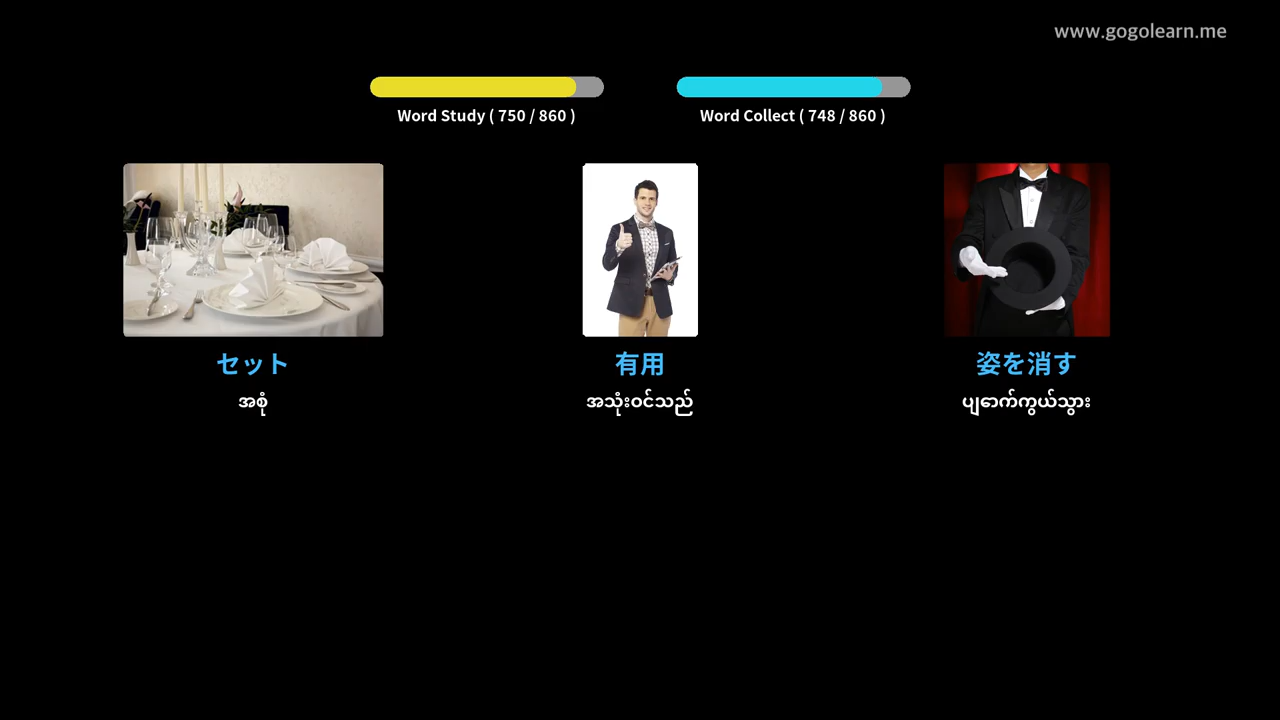 www.gogolearn.me
Word Study ( 750 / 860 )
Word Collect ( 748 / 860 )
セット
有用
姿を消す
အစုံ
အသုံးဝင်သည်
ပျောက်ကွယ်သွား